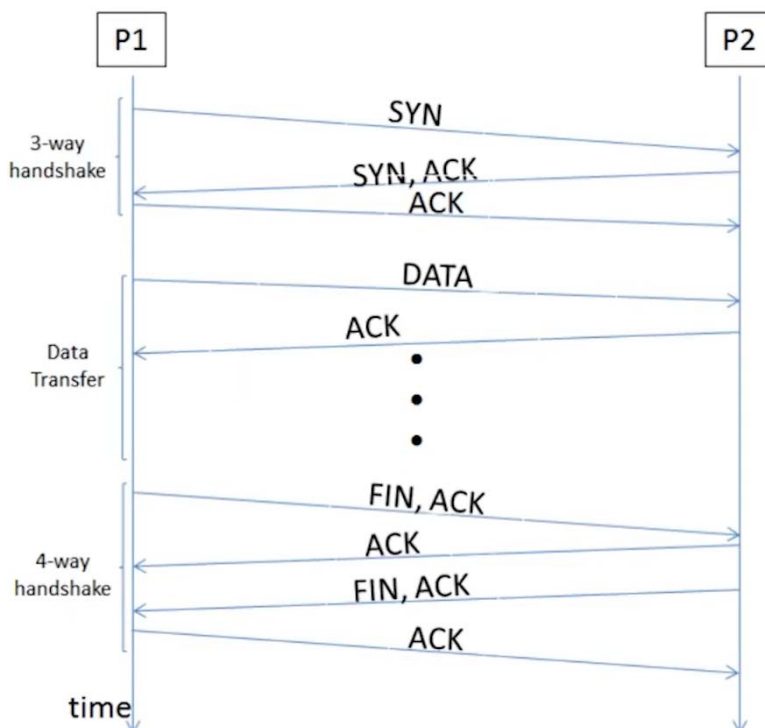 P1
P2
3-way
handshake
SYN
SYN, ACK
ACK
Data
Transfer
DATA
ACK
4-way
handshake
FIN, ACK
ACK
FIN, ACK
ACK
time